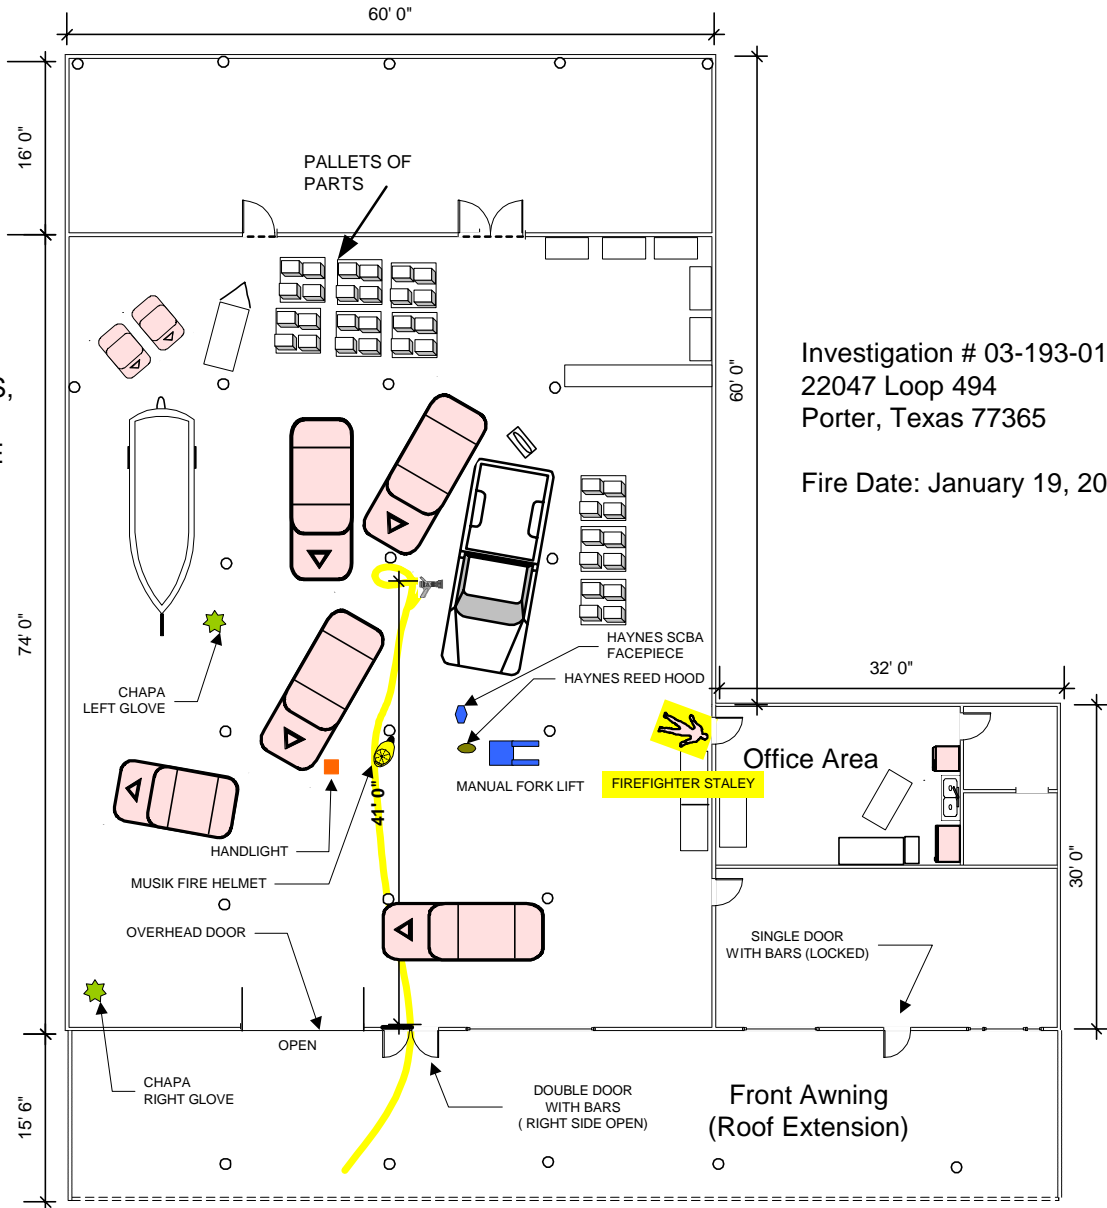 60' 0"
16' 0"
PALLETS OF
PARTS
60' 0"
Investigation # 03-193-01
22047 Loop 494
Porter, Texas 77365
Fire Date: January 19, 20
74' 0"
HAYNES SCBA
FACEPIECE
HAYNES REED HOOD
32' 0"
CHAPA
LEFT GLOVE
Office Area
MANUAL FORK LIFT
FIREFIGHTER STALEY
41' 0"
HANDLIGHT
MUSIK FIRE HELMET
30' 0"
OVERHEAD DOOR
SINGLE DOOR
WITH BARS (LOCKED)
OPEN
CHAPA
RIGHT GLOVE
DOUBLE DOOR
WITH BARS
( RIGHT SIDE OPEN)
Front Awning
(Roof Extension)
15' 6"